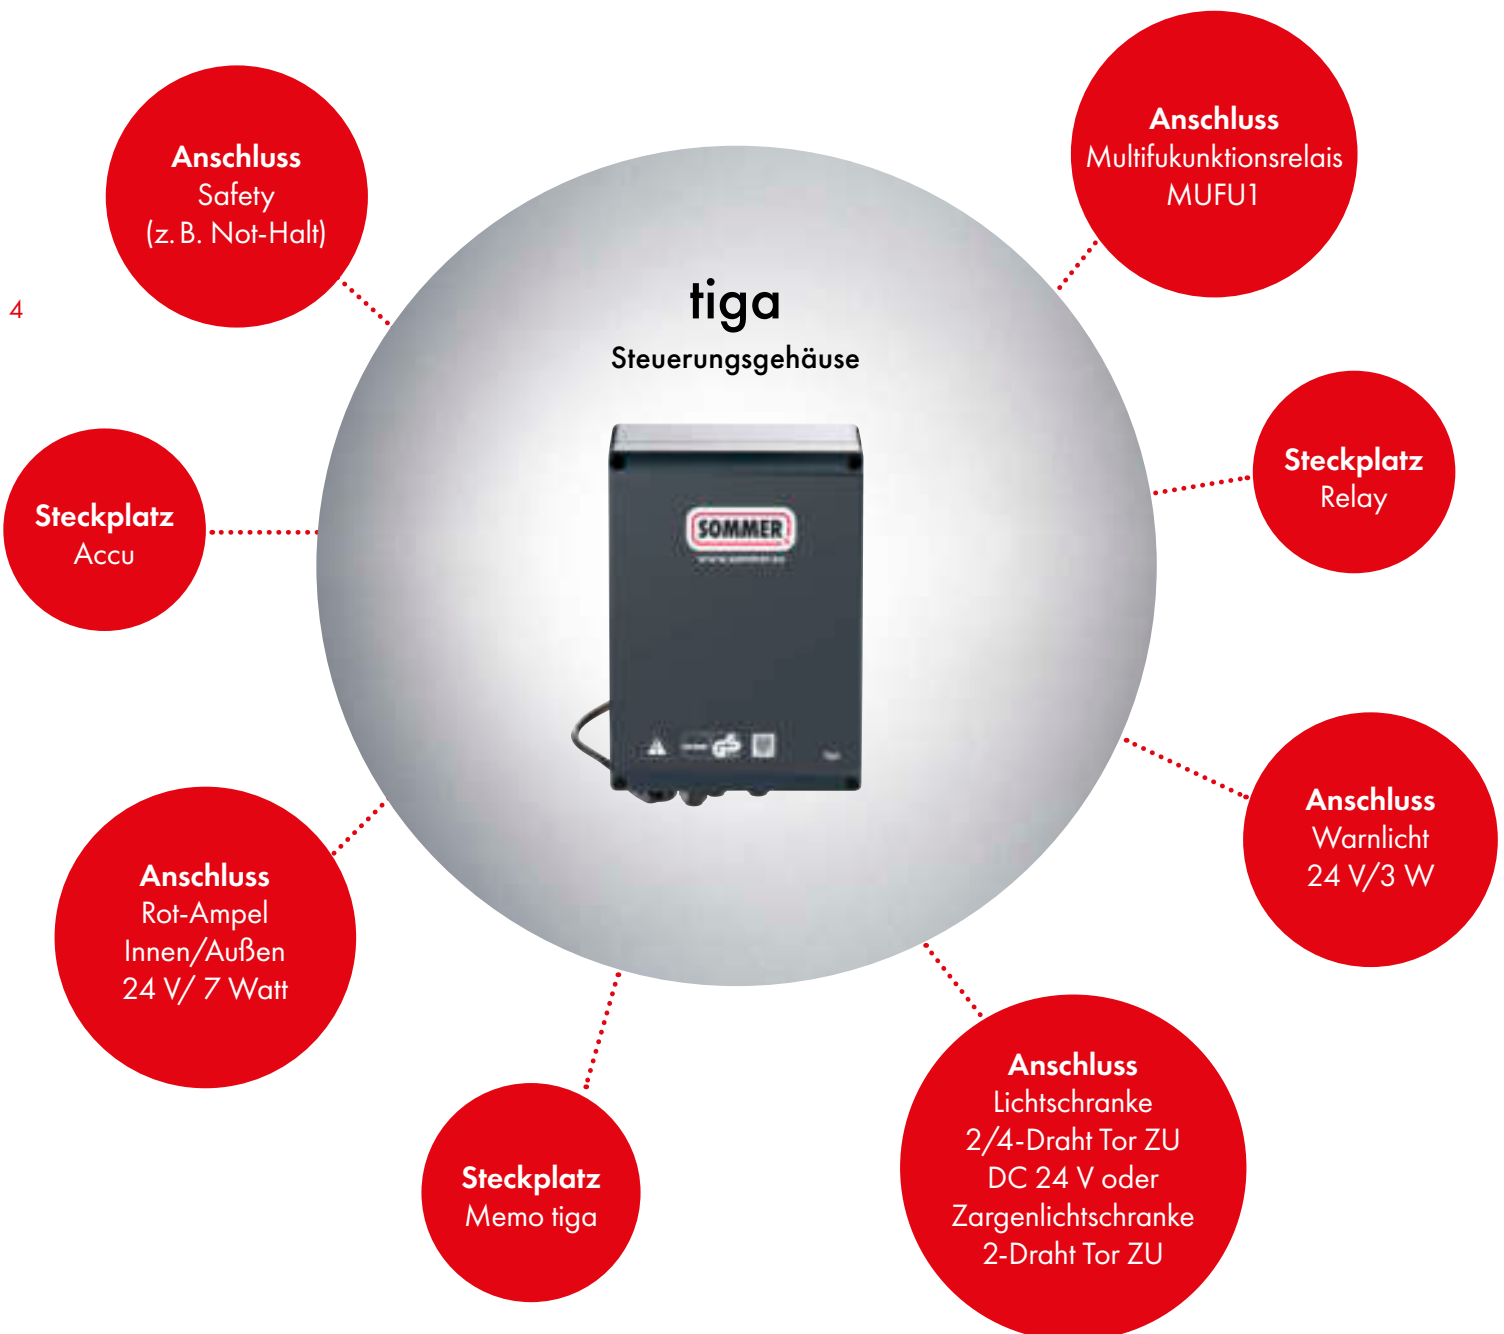 Anschluss
Safety
(z. B. Not-Halt)
Anschluss
Multifukunktionsrelais
MUFU1
4
tiga
Steuerungsgehäuse
Steckplatz
Accu
SOMMER
Steckplatz
Relay
Anschluss
Rot-Ampel
Innen/Außen
24 V/ 7 Watt
Anschluss
Warnlicht
24 V/3 W
Steckplatz
Memo tiga
Anschluss
Lichtschranke
2/4-Draht Tor ZU
DC 24 V oder
Zargenlichtschranke
2-Draht Tor ZU